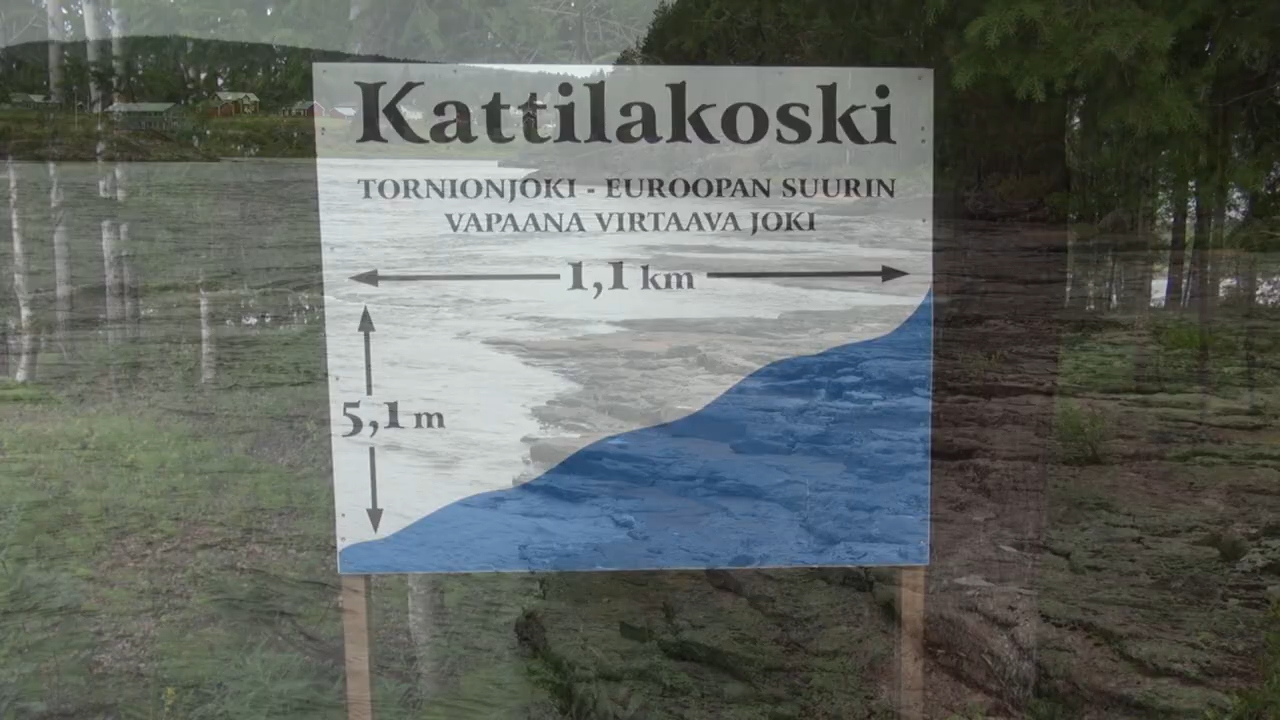 Kattilakoski
TORNIONJOKI - EUROOPAN SUURIN
VAPAANA VIRTAAVA JOKI
1,1 km
5,1 m